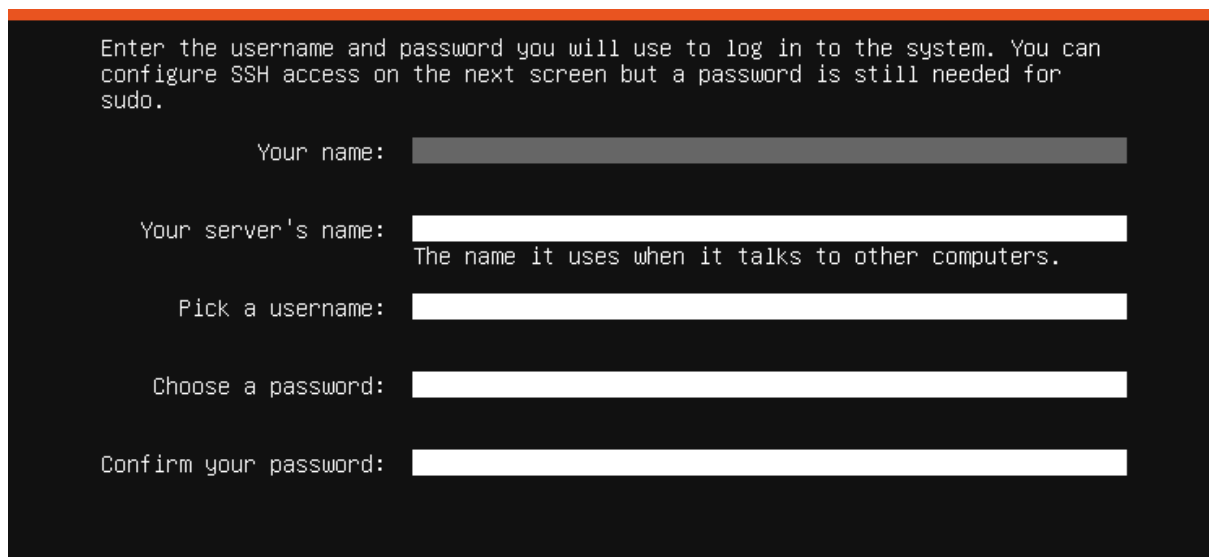 Enter the username and password you will use to log in to the system. You can
configure SSH access on the next screen but a password is still needed for
sudo.
Your name:
Your server's name:
The name it uses when it talks to other computers.
Pick a username:
Choose a password:
Confirm your password: